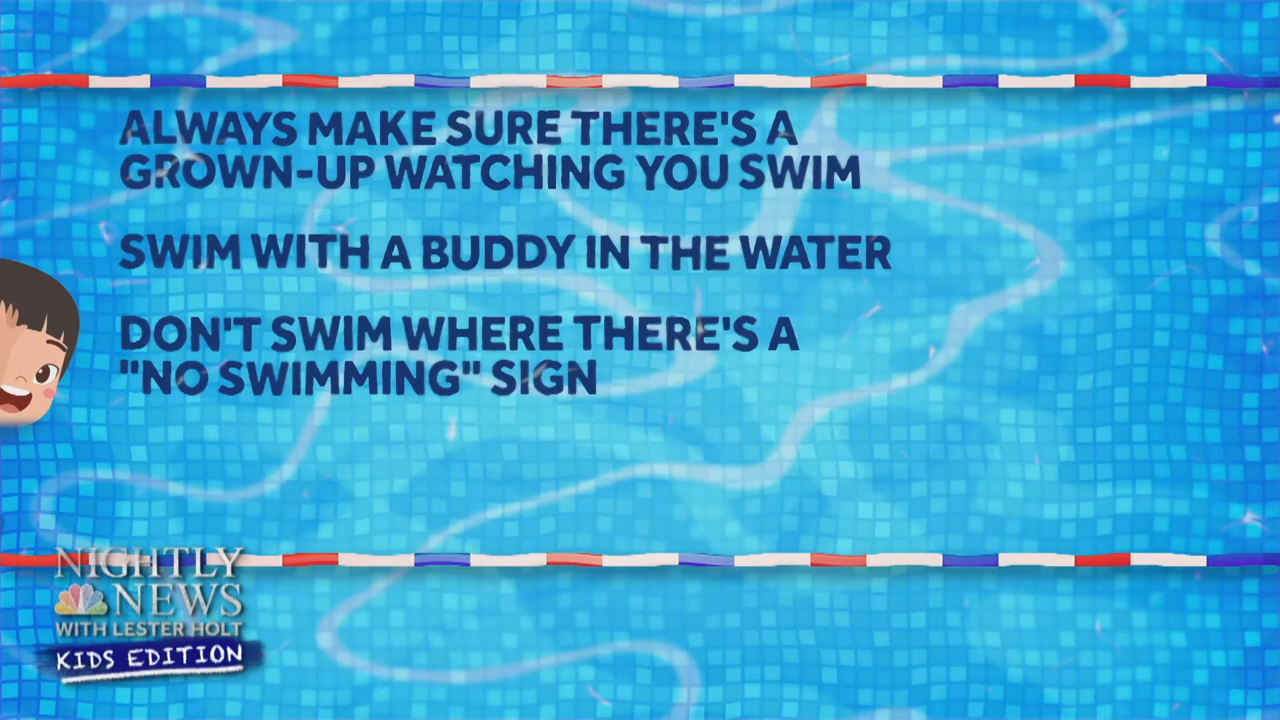 ALWAYS MAKE SURE THERE'S A
GROWN-UP WATCHING YOU SWIM
SWIM WITH A BUDDY IN THE WATER
DON'T SWIM WHERE THERE'S A
"NO SWIMMING" SIGN
NIGHTLY
NEWS
WITH LESTER HOLT
KIDS EDITION